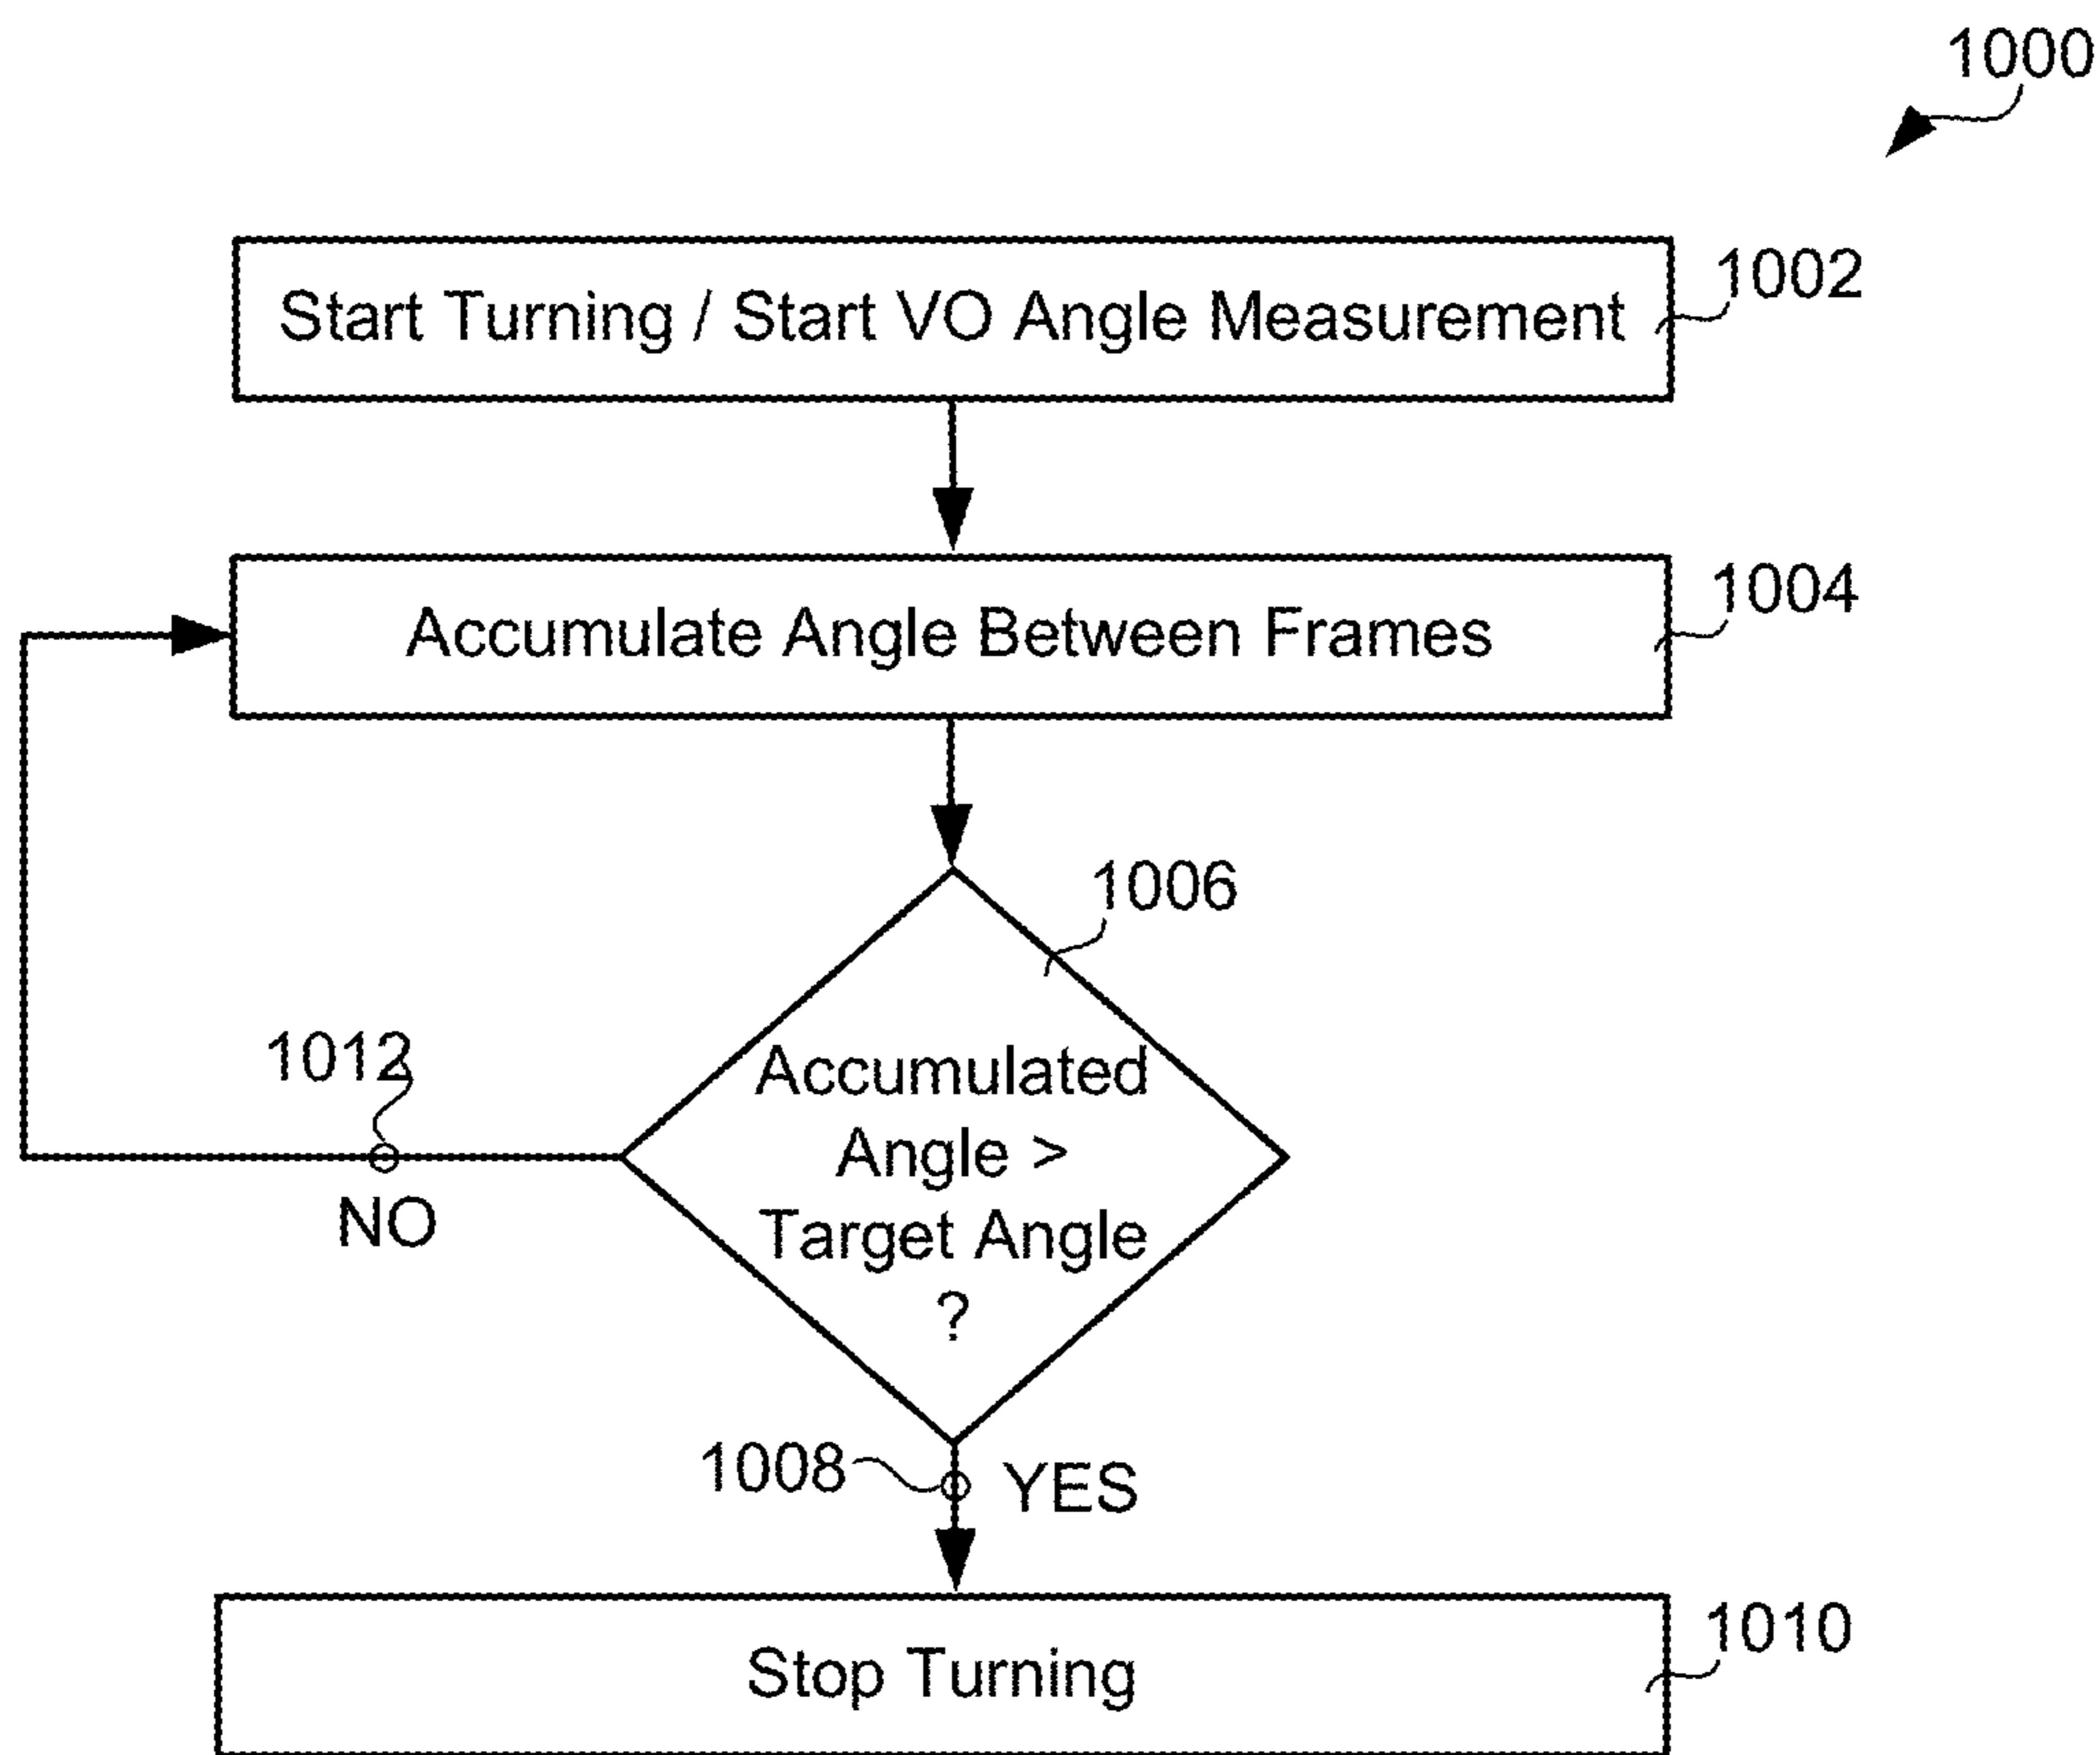 1000
Start Turning / Start VO Angle Measurement
1002
Accumulate Angle Between Frames
1004
1006
Accumulated
Angle >
Target Angle
?
1012
NO
1008
YES
Stop Turning
1010